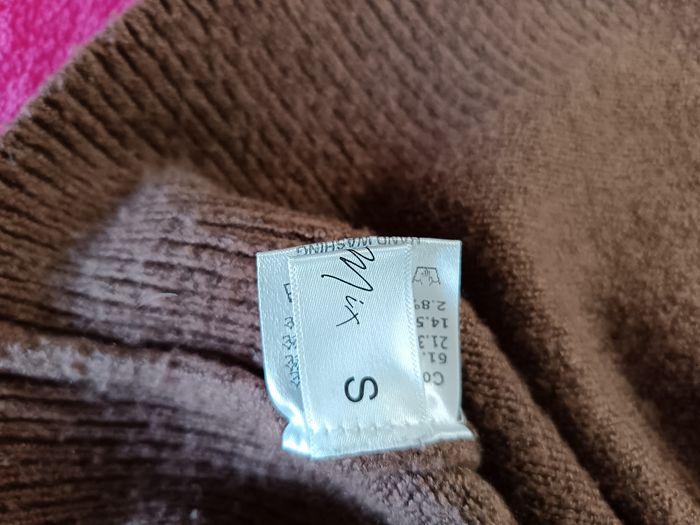 Mix
S
HAND WASHING
Co
61.
21.3
14.5
2.8%